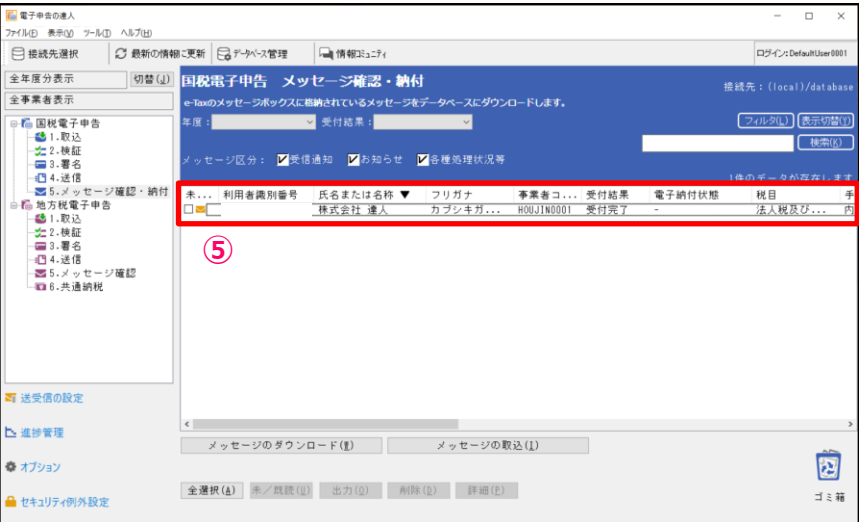 電子申告の達人
ファイル(F) 表示(V) ツール(T) ヘルプ(H)
接続先選択 最新の情報に更新 データベース管理 情報コミュニティ ログイン:DefaultUser0001
全年度分表示 切替(J)
全事業者表示
国税電子申告
1.取込
2.検証
3.署名
4.送信
5.メッセージ確認・納付
地方税電子申告
1.取込
2.検証
3.署名
4.送信
5.メッセージ確認
6.共通納税
送受信の設定
進捗管理
オプション
セキュリティ例外設定
国税電子申告 メッセージ確認・納付
接続先：(local)/database
e-Taxのメッセージボックスに格納されているメッセージをデータベースにダウンロードします。
年度： 受付結果： フィルタ(L) 表示切替(Y)
検索(K)
メッセージ区分： 受信通知 お知らせ 各種処理状況等
1件のデータが存在します
未... 利用者識別番号 氏名または名称 ▼ フリガナ 事業者コ... 受付結果 電子納付状態 税目 手
株式会社 達人 カブシキガ... HOUJIN0001 受付完了 - 法人税及び... 内
⑤
メッセージのダウンロード(M) メッセージの取込(I)
全選択(A) 未／既読(U) 出力(O) 削除(D) 詳細(E)
ゴミ箱